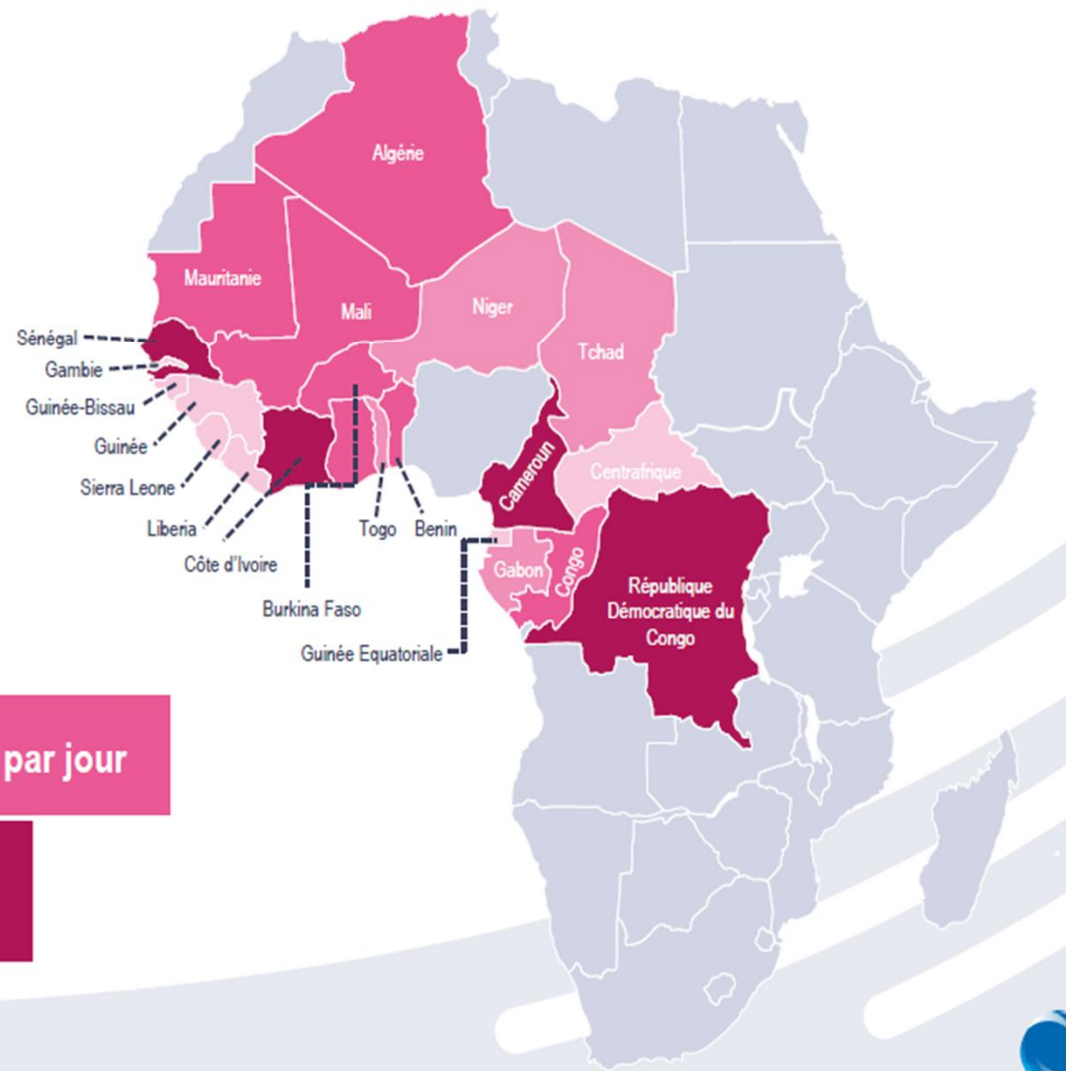 Algérie
Mauritanie
Mali
Niger
Tchad
Sénégal
Gambie
Guinée-Bissau
Guinée
Sierra Leone
Liberia
Côte d'Ivoire
Togo
Benin
Burkina Faso
Cameroun
Centrafrique
Gabon
Congo
Guinée Equatoriale
République
Démocratique du
Congo
par jour